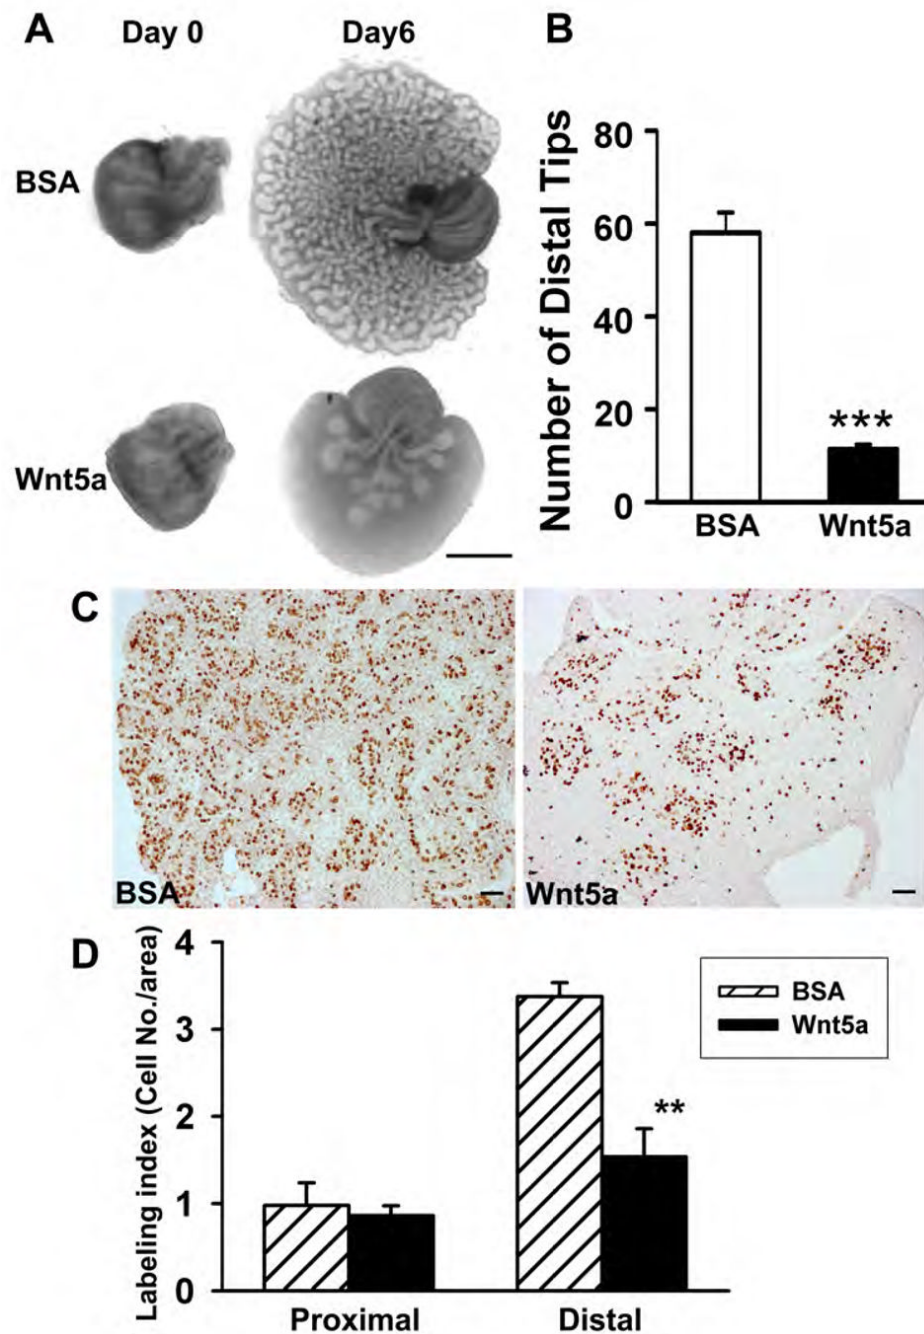 A
Day 0
Day6
BSA
Wnt5a
B
Number of Distal Tips
80
60
40
20
0
***
BSA
Wnt5a
C
BSA
Wnt5a
D
Labeling index (Cell No./area)
4
3
2
1
0
**
Proximal
Distal
BSA
Wnt5a